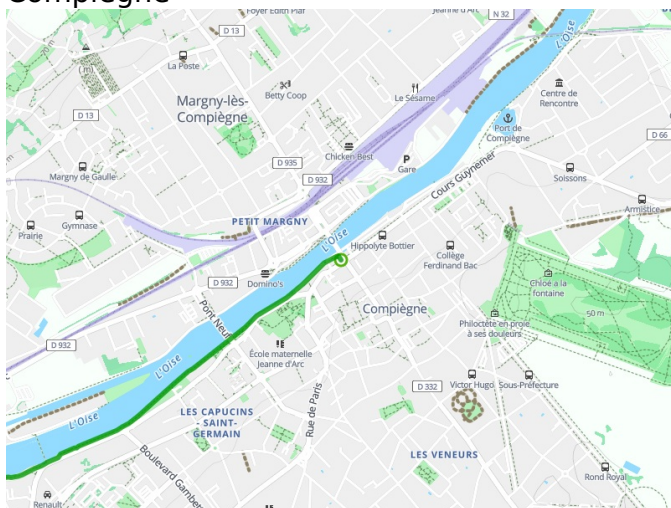 Compiègne
Foyer Edith Piaf
Jeanne d'Arc
N 32
L'Oise
D 13
La Poste
Betty Coop
Le Sésame
Centre de
Rencontre
Margny-lès-
Compiègne
D 13
Port de
Compiègne
D 66
Chicken Best
D 935
P
Gare
Margny de Gaulle
D 932
Cours Guynemer
Soissons
Gymnase
Armistice
Prairie
PETIT MARGNY
L'Oise
Hippolyte Bottier
Collège
Ferdinand Bac
D 932
Domino's
Chloé à la
fontaine
Pont Neuf
Compiègne
50 m
Philoctète en proie
à ses douleurs
D 932
École maternelle
Jeanne d'Arc
L'Oise
D 332
Victor Hugo
Sous-Préfecture
L'Oise
LES CAPUCINS
- SAINT-
GERMAIN
Rue de Paris
LES VENEURS
Boulevard Gambetta
Rond Royal
Renault